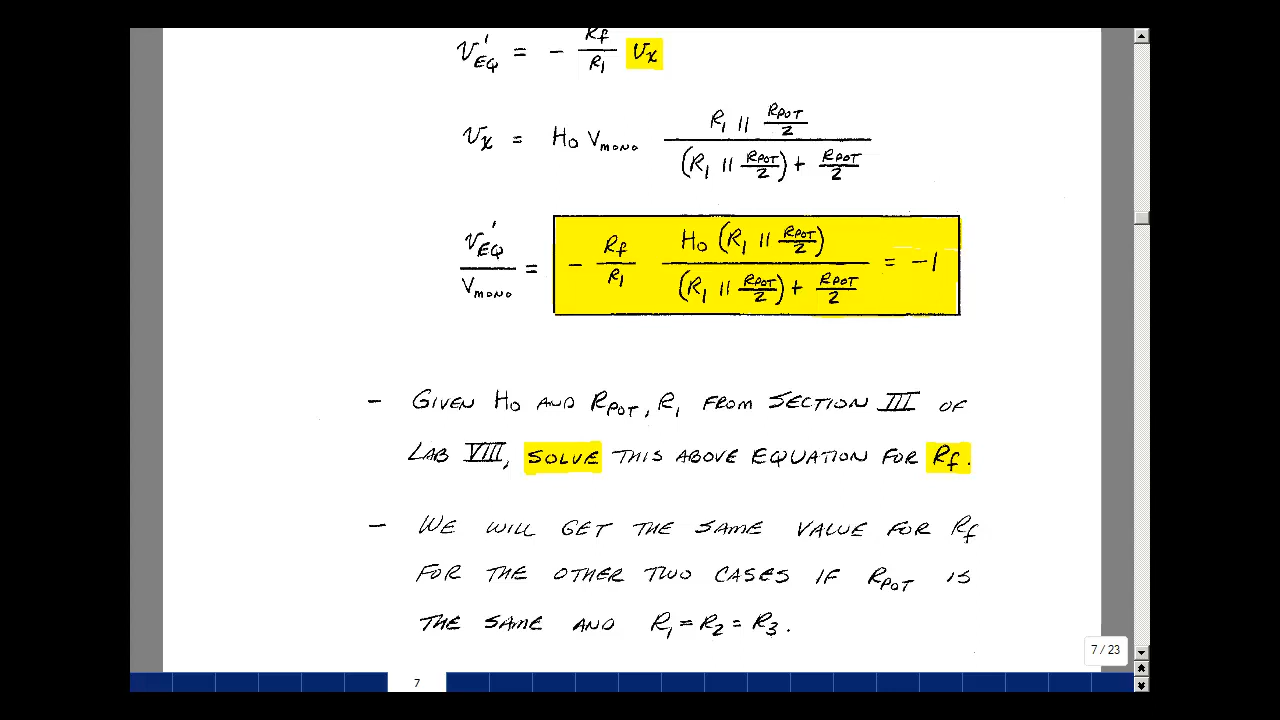 V'EQ = - Rf/R1 Vx
Vx = H0 VMONO (R1 || RPOT/2) / ((R1 || RPOT/2) + RPOT/2)
V'EQ/VMONO = - Rf/R1 H0 (R1 || RPOT/2) / ((R1 || RPOT/2) + RPOT/2) = -1
- GIVEN H0 AND RPOT, R1 FROM SECTION III OF
LAB VIII, SOLVE THIS ABOVE EQUATION FOR Rf.
- WE WILL GET THE SAME VALUE FOR Rf
FOR THE OTHER TWO CASES IF RPOT IS
THE SAME AND R1 = R2 = R3.
7 / 23
7